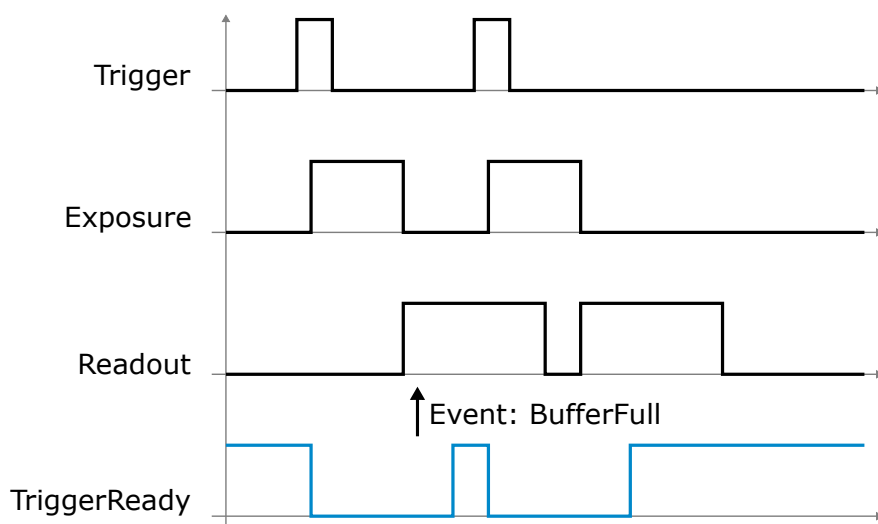 Trigger
Exposure
Readout
Event: BufferFull
TriggerReady